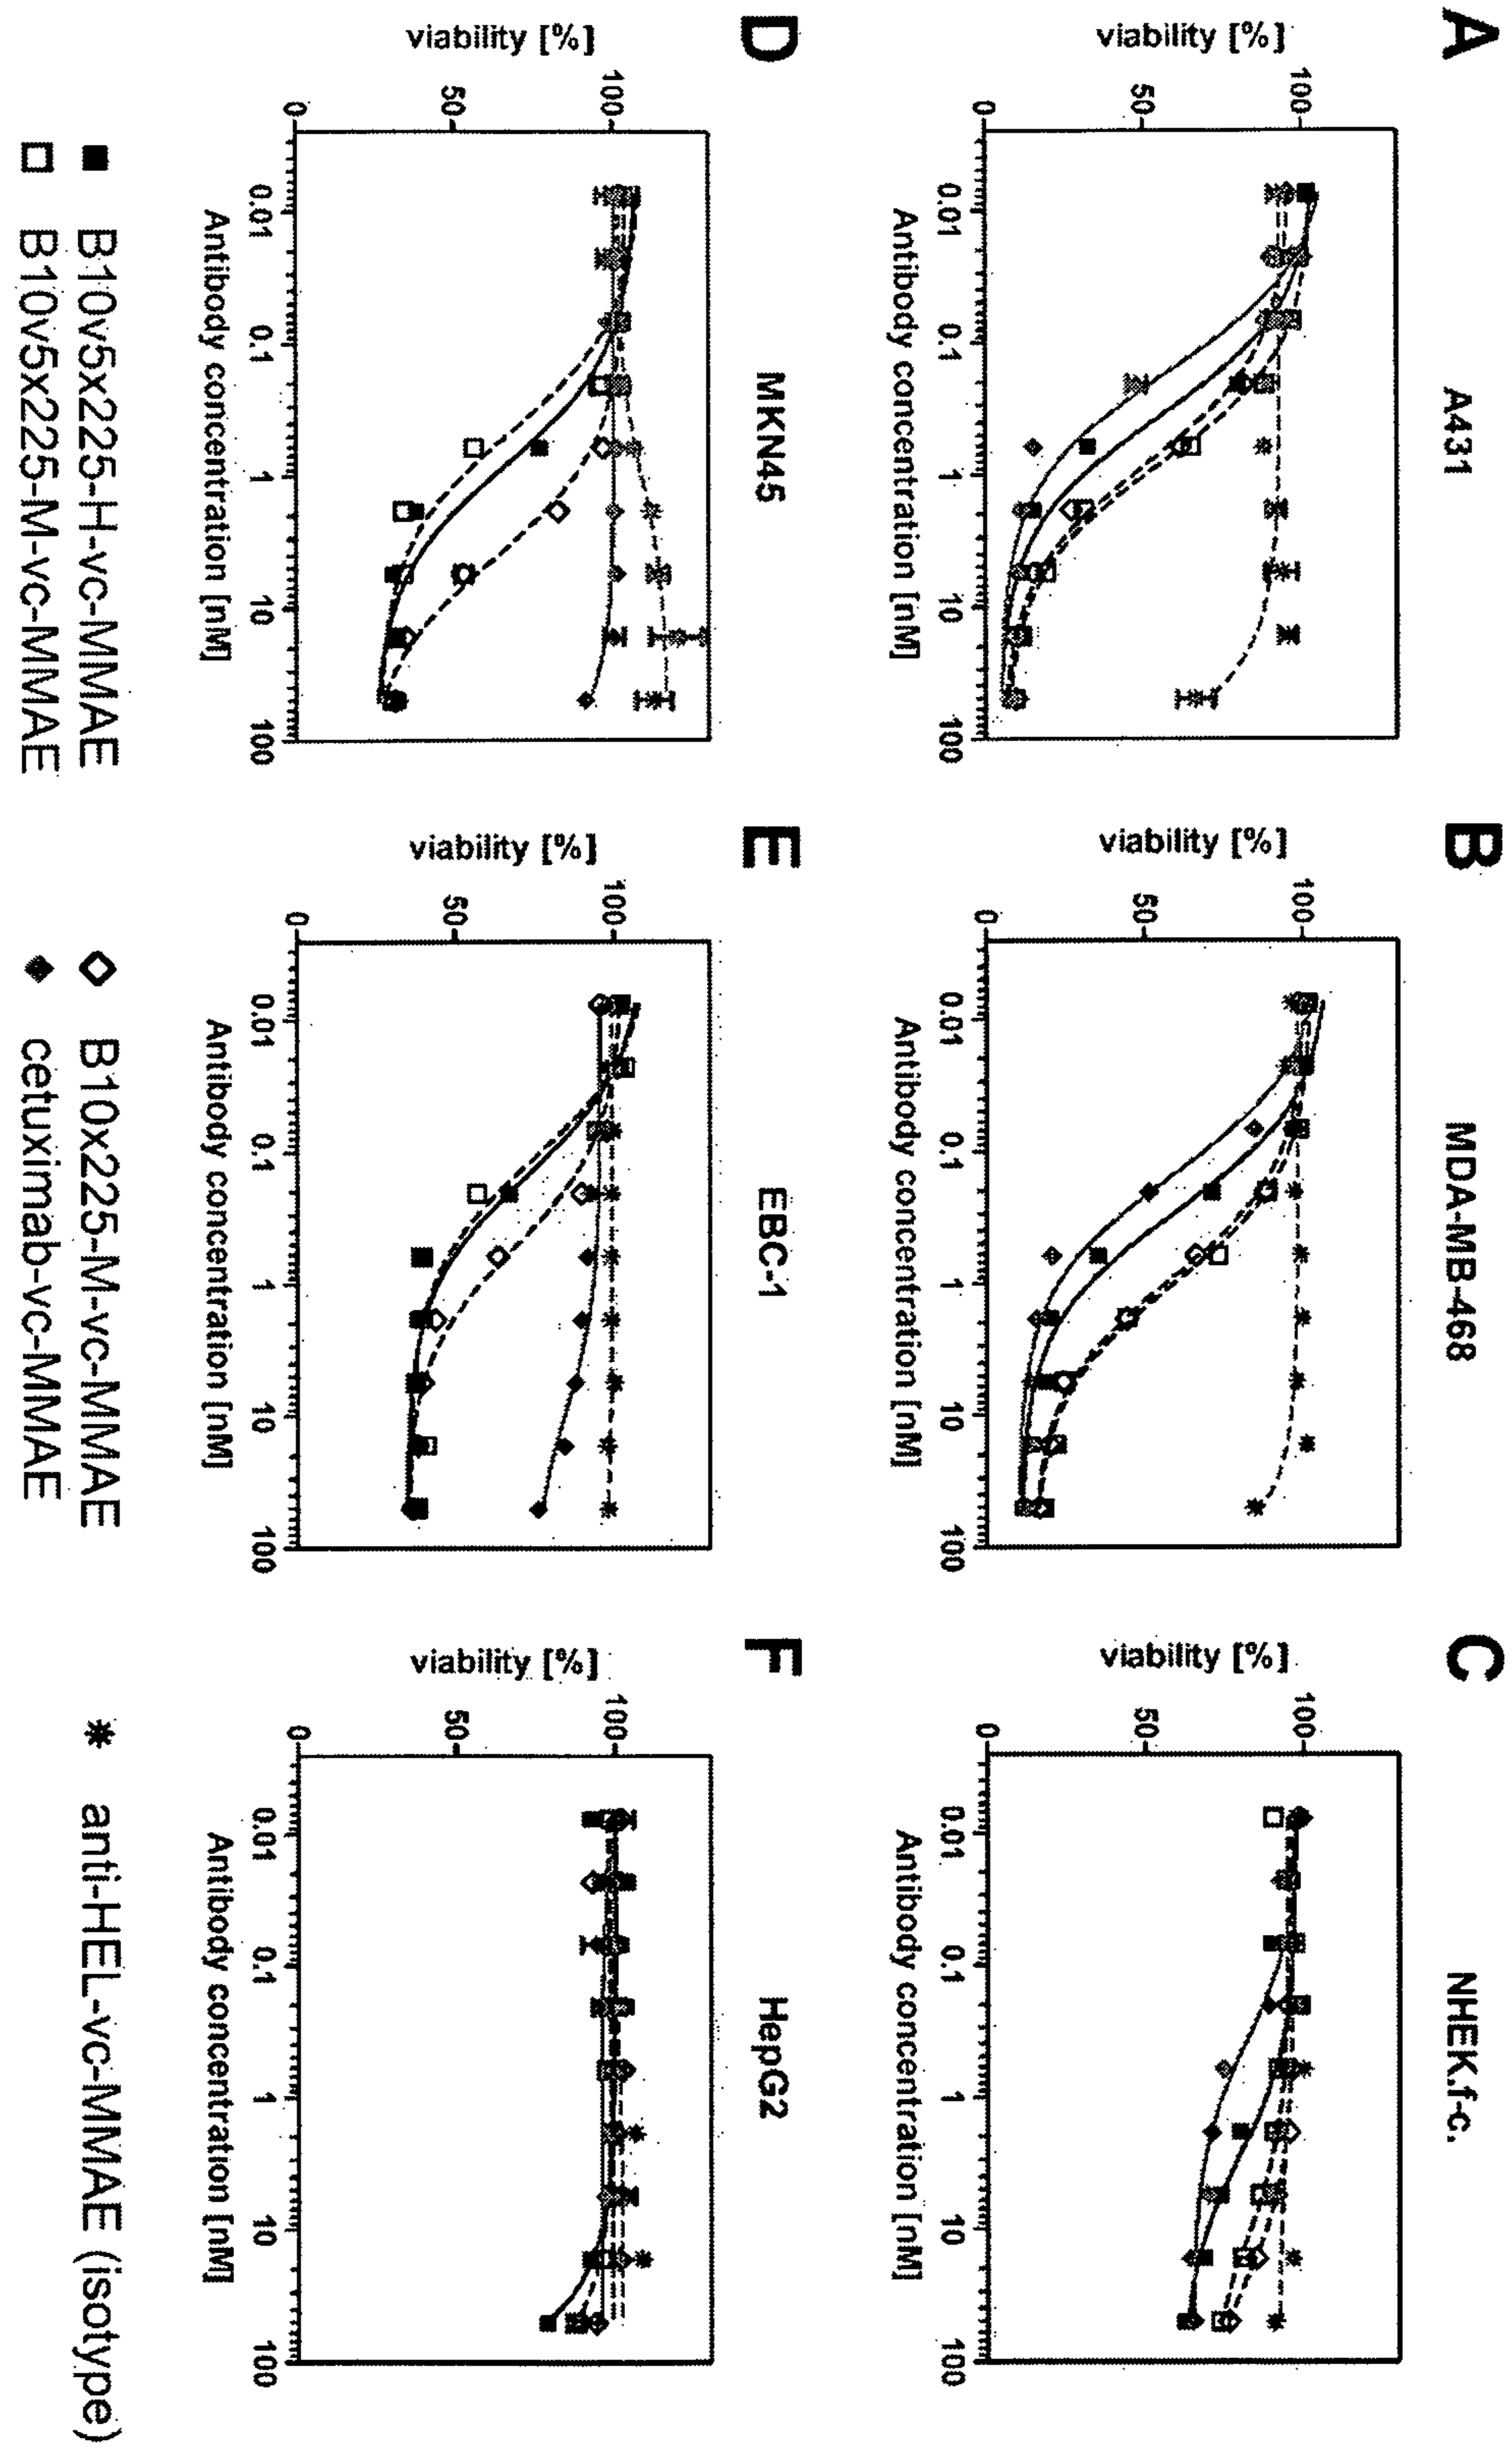 A
A431
viability [%]
100
50
0
0.01
0.1
1
10
100
Antibody concentration [nM]
B
MDA-MB-468
viability [%]
100
50
0
0.01
0.1
1
10
100
Antibody concentration [nM]
C
NHEK.f-c.
viability [%]
100
50
0
0.01
0.1
1
10
100
Antibody concentration [nM]
D
MKN45
viability [%]
100
50
0
0.01
0.1
1
10
100
Antibody concentration [nM]
E
EBC-1
viability [%]
100
50
0
0.01
0.1
1
10
100
Antibody concentration [nM]
F
HepG2
viability [%]
100
50
0
0.01
0.1
1
10
100
Antibody concentration [nM]
B10v5x225-H-vc-MMAE
B10x225-M-vc-MMAE
anti-HEL-vc-MMAE (isotype)
B10v5x225-M-vc-MMAE
cetuximab-vc-MMAE